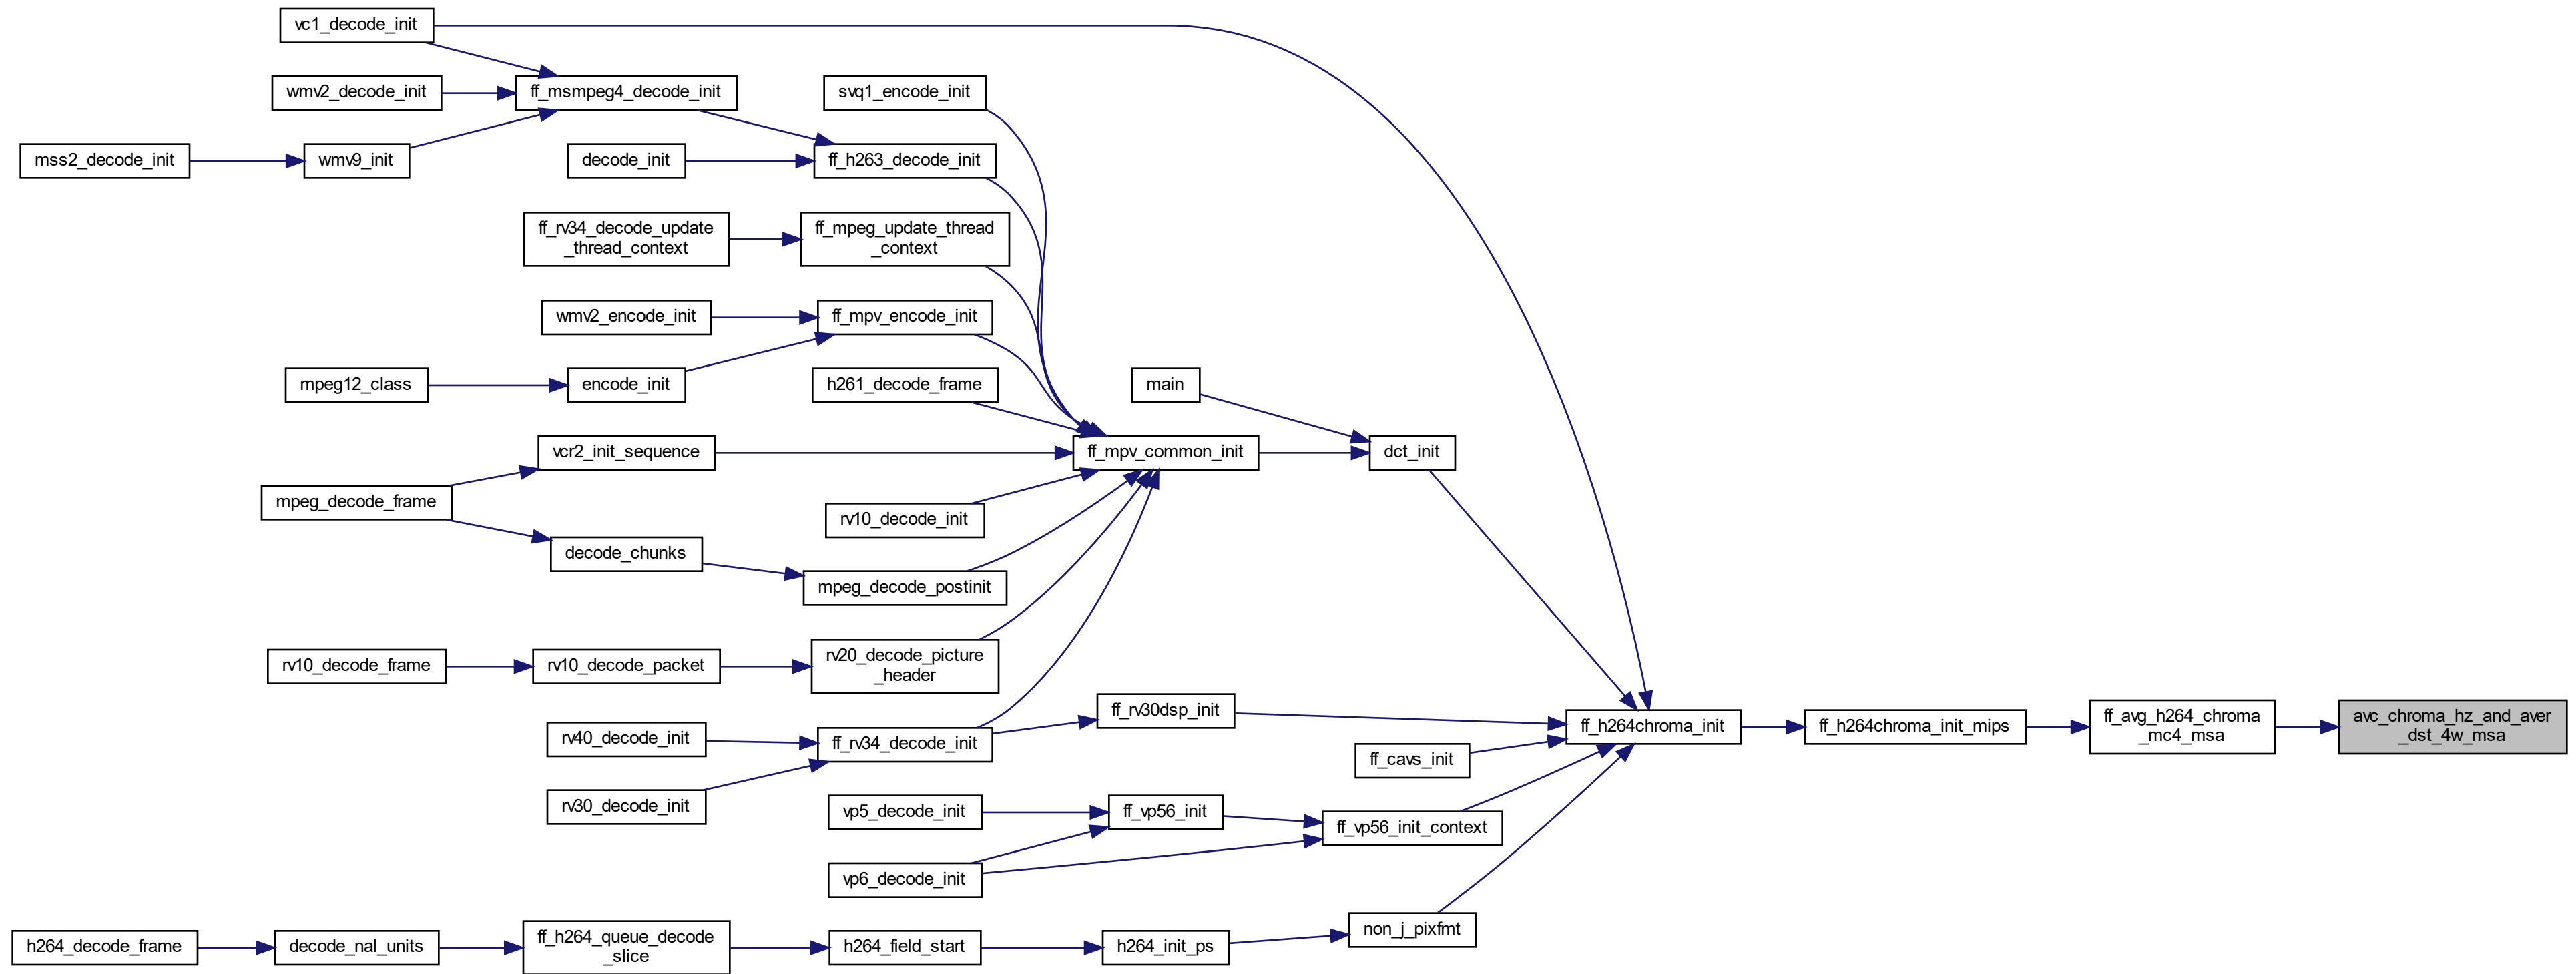 vc1_decode_init
wmv2_decode_init
ff_msmpeg4_decode_init
svq1_encode_init
mss2_decode_init
wmv9_init
decode_init
ff_h263_decode_init
ff_rv34_decode_update
_thread_context
ff_mpeg_update_thread
_context
wmv2_encode_init
ff_mpv_encode_init
mpeg12_class
encode_init
h261_decode_frame
main
vcr2_init_sequence
ff_mpv_common_init
dct_init
mpeg_decode_frame
rv10_decode_init
decode_chunks
mpeg_decode_postinit
rv10_decode_frame
rv10_decode_packet
rv20_decode_picture
_header
ff_rv30dsp_init
rv40_decode_init
ff_rv34_decode_init
ff_h264chroma_init
ff_h264chroma_init_mips
ff_avg_h264_chroma
_mc4_msa
avc_chroma_hz_and_aver
_dst_4w_msa
ff_cavs_init
rv30_decode_init
vp5_decode_init
ff_vp56_init
ff_vp56_init_context
vp6_decode_init
non_j_pixfmt
h264_decode_frame
decode_nal_units
ff_h264_queue_decode
_slice
h264_field_start
h264_init_ps